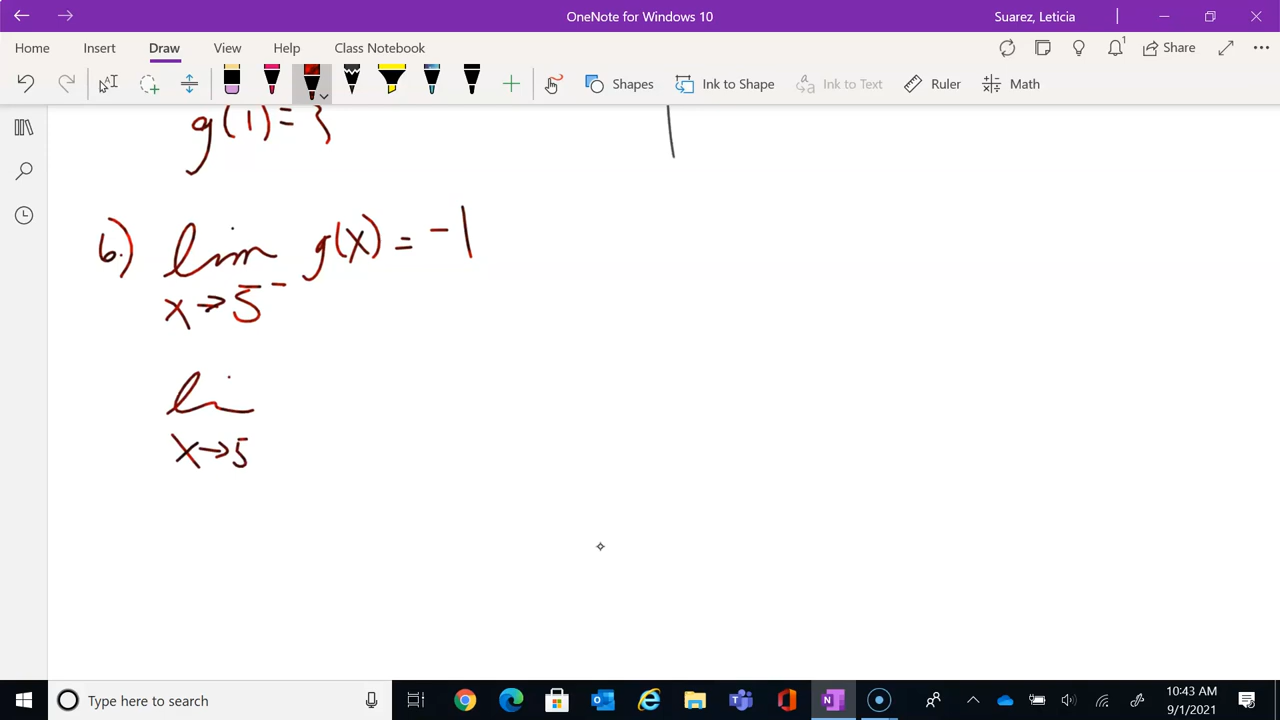 OneNote for Windows 10
Suarez, Leticia
Home Insert Draw View Help Class Notebook
1 Share
Shapes Ink to Shape Ink to Text Ruler Math
g(1) = 3
b.) lim g(x) = -1
x → 5⁻
li
x → 5
Type here to search
10:43 AM
9/1/2021